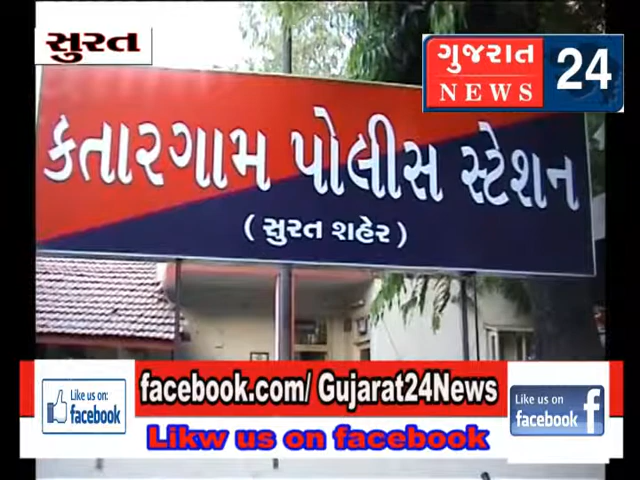 સુરત
ગુજરાત
NEWS
24
કતારગામ પોલીસ સ્ટેશન
( સુરત શહેર )
Like us on:
facebook
facebook.com/ Gujarat24News
Like us on
facebook
f
Likw us on facebook